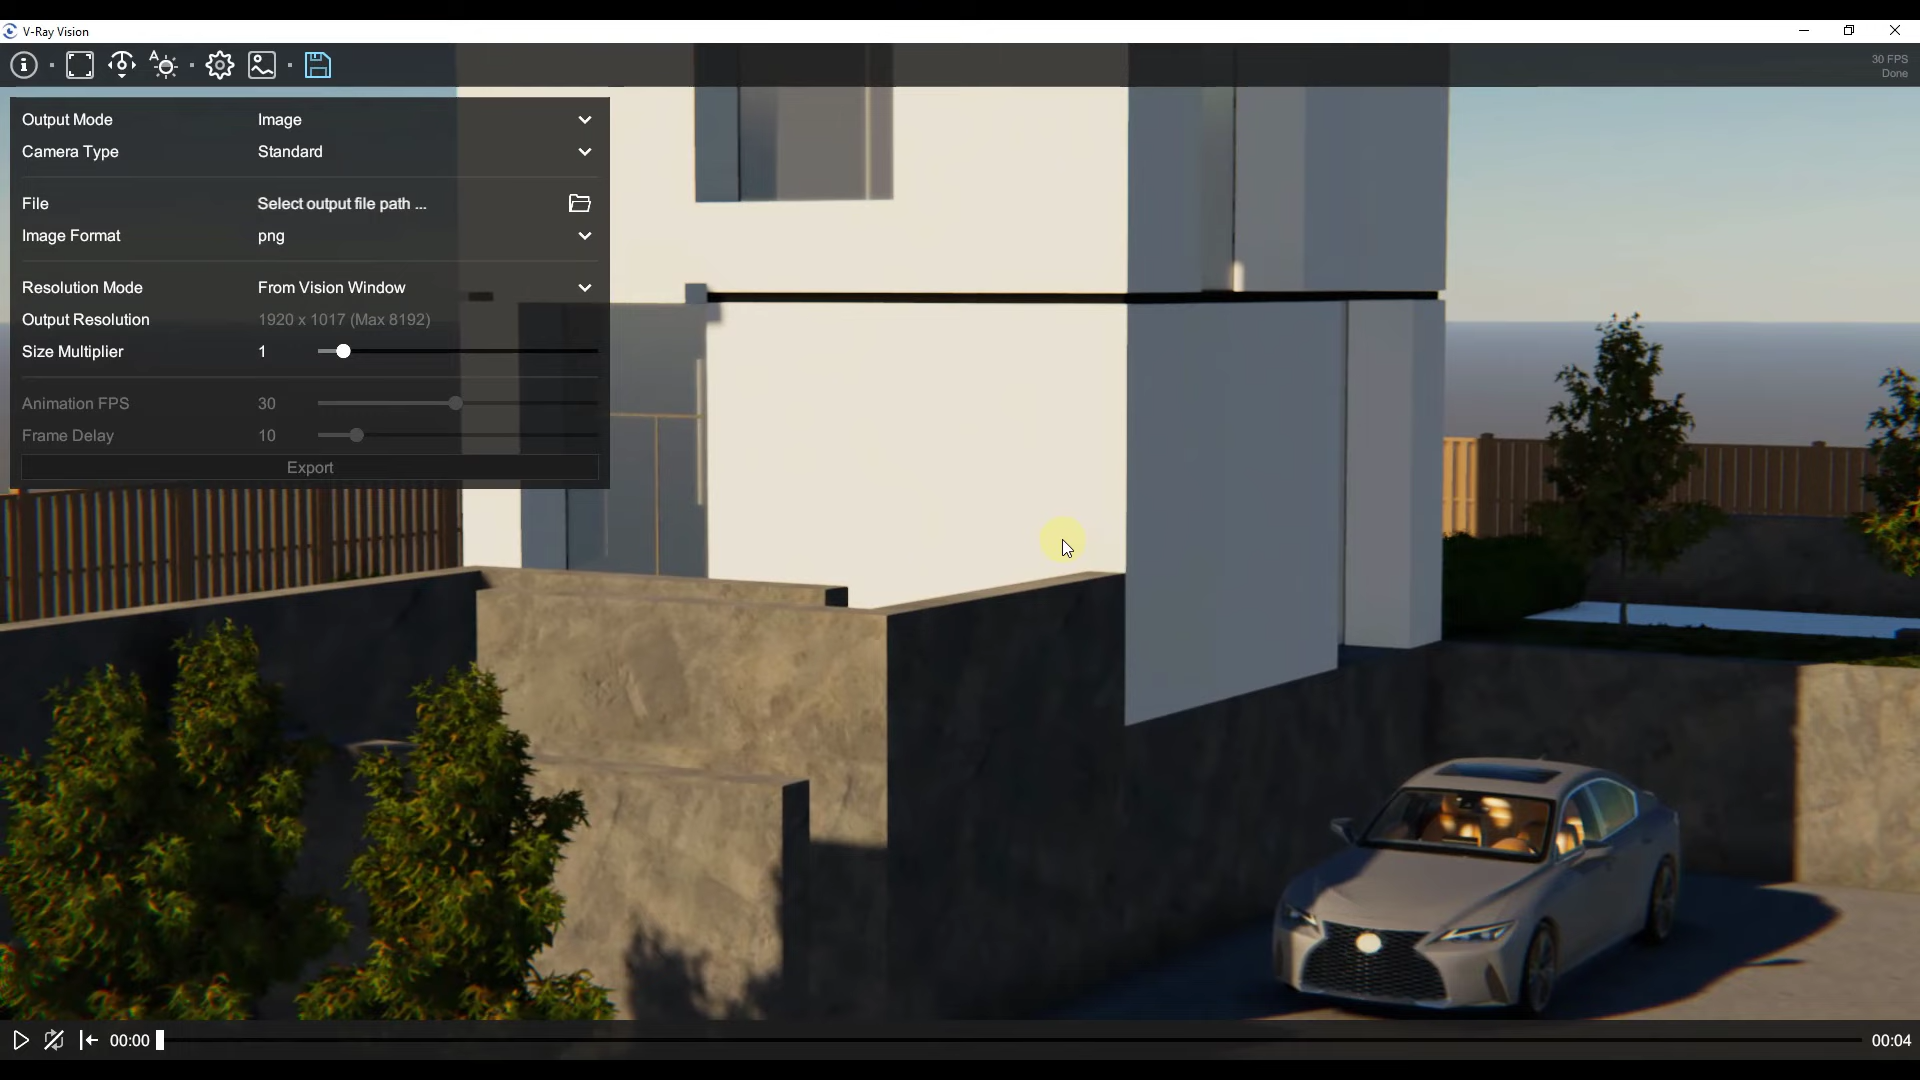 V-Ray Vision
30 FPS
Done
Output Mode Image
Camera Type Standard
File Select output file path ...
Image Format png
Resolution Mode From Vision Window
Output Resolution 1920 x 1017 (Max 8192)
Size Multiplier 1
Animation FPS 30
Frame Delay 10
Export
00:00 00:04